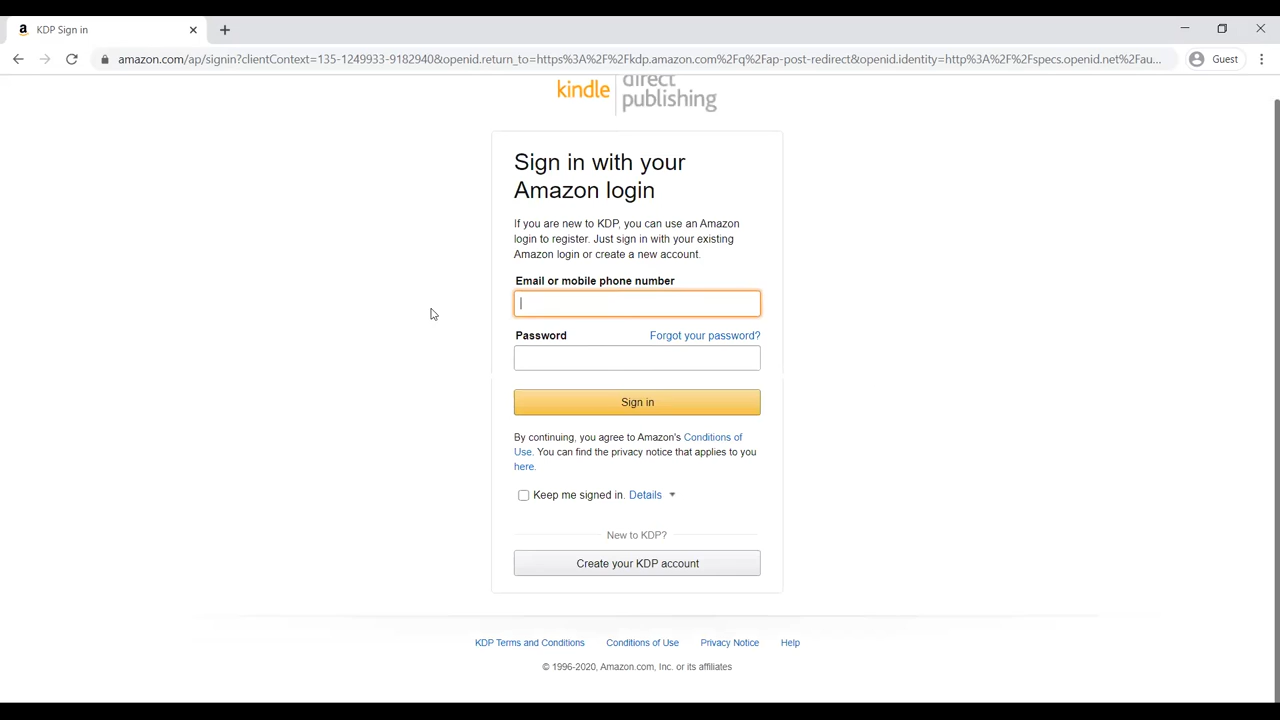 KDP Sign in
amazon.com/ap/signin?clientContext=135-1249933-9182940&openid.return_to=https%3A%2F%2Fkdp.amazon.com%2Fq%2Fap-post-redirect&openid.identity=http%3A%2F%2Fspecs.openid.net%2Fau...
Guest
kindle
direct
publishing
Sign in with your
Amazon login
If you are new to KDP, you can use an Amazon
login to register. Just sign in with your existing
Amazon login or create a new account.
Email or mobile phone number
Password Forgot your password?
Sign in
By continuing, you agree to Amazon's Conditions of
Use. You can find the privacy notice that applies to you
here.
Keep me signed in. Details
New to KDP?
Create your KDP account
KDP Terms and Conditions Conditions of Use Privacy Notice Help
© 1996-2020, Amazon.com, Inc. or its affiliates